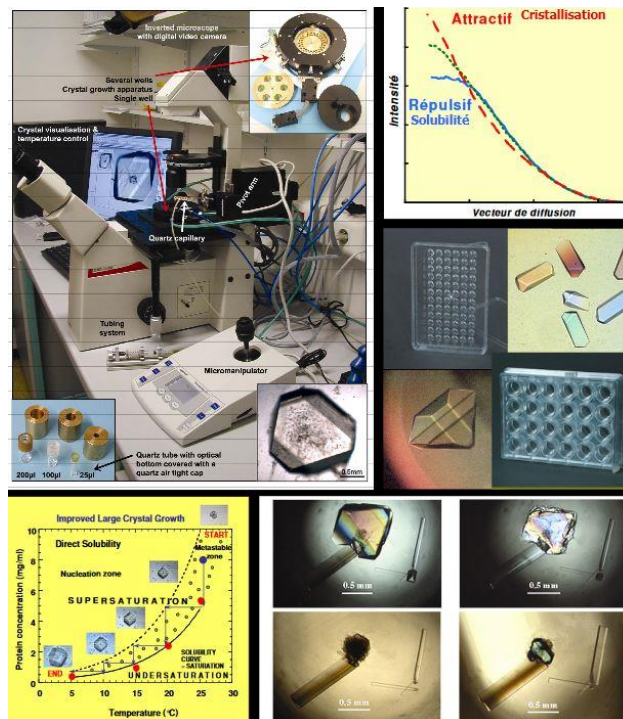 Inverted microscope
with digital video camera
Several wells
Crystal growth apparatus
Single well
Crystal visualisation &
temperature control
Pivot arm
Quartz capillary
Tubing
system
Micromanipulator
Quartz tube with optical
bottom covered with a
quartz air tight cap
200µl
100µl
25µl
0.5mm
Attractif Cristallisation
Répulsif
Solubilité
Intensité
Vecteur de diffusion
Improved Large Crystal Growth
Direct Solubility
START
Metastable
zone
Nucleation zone
SUPERSATURATION
SOLUBILITY
CURVE
= SATURATION
END
UNDERSATURATION
Protein concentration (mg/ml)
10
8
6
4
2
0
0
5
10
15
20
25
Temperature (°C)
0.5 mm
0.5 mm
0.5 mm
0.5 mm